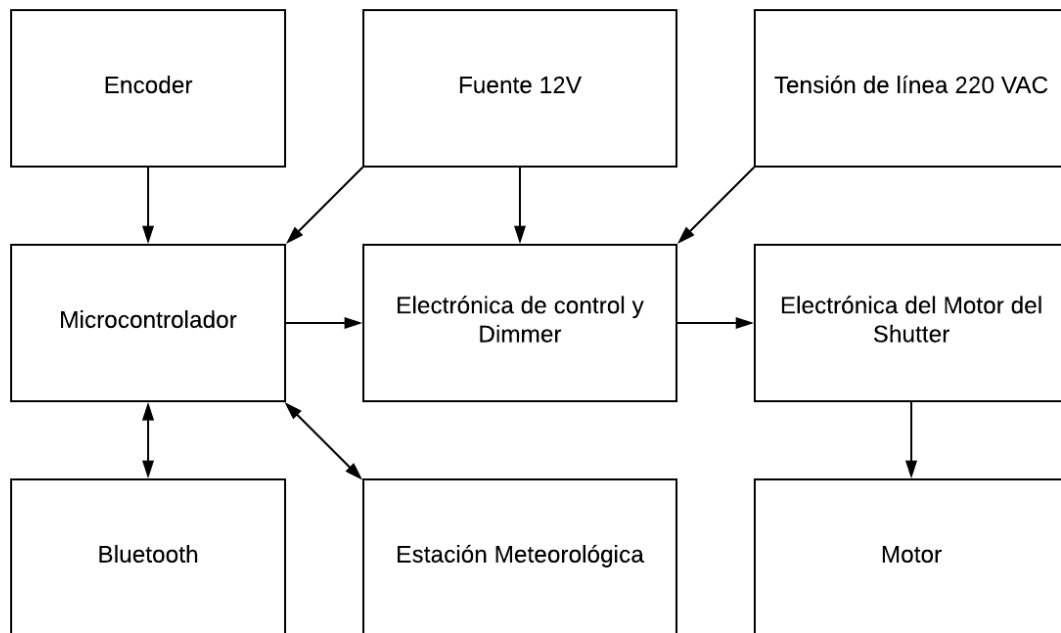 Encoder
Fuente 12V
Tensión de línea 220 VAC
Microcontrolador
Electrónica de control y
Dimmer
Electrónica del Motor del
Shutter
Bluetooth
Estación Meteorológica
Motor